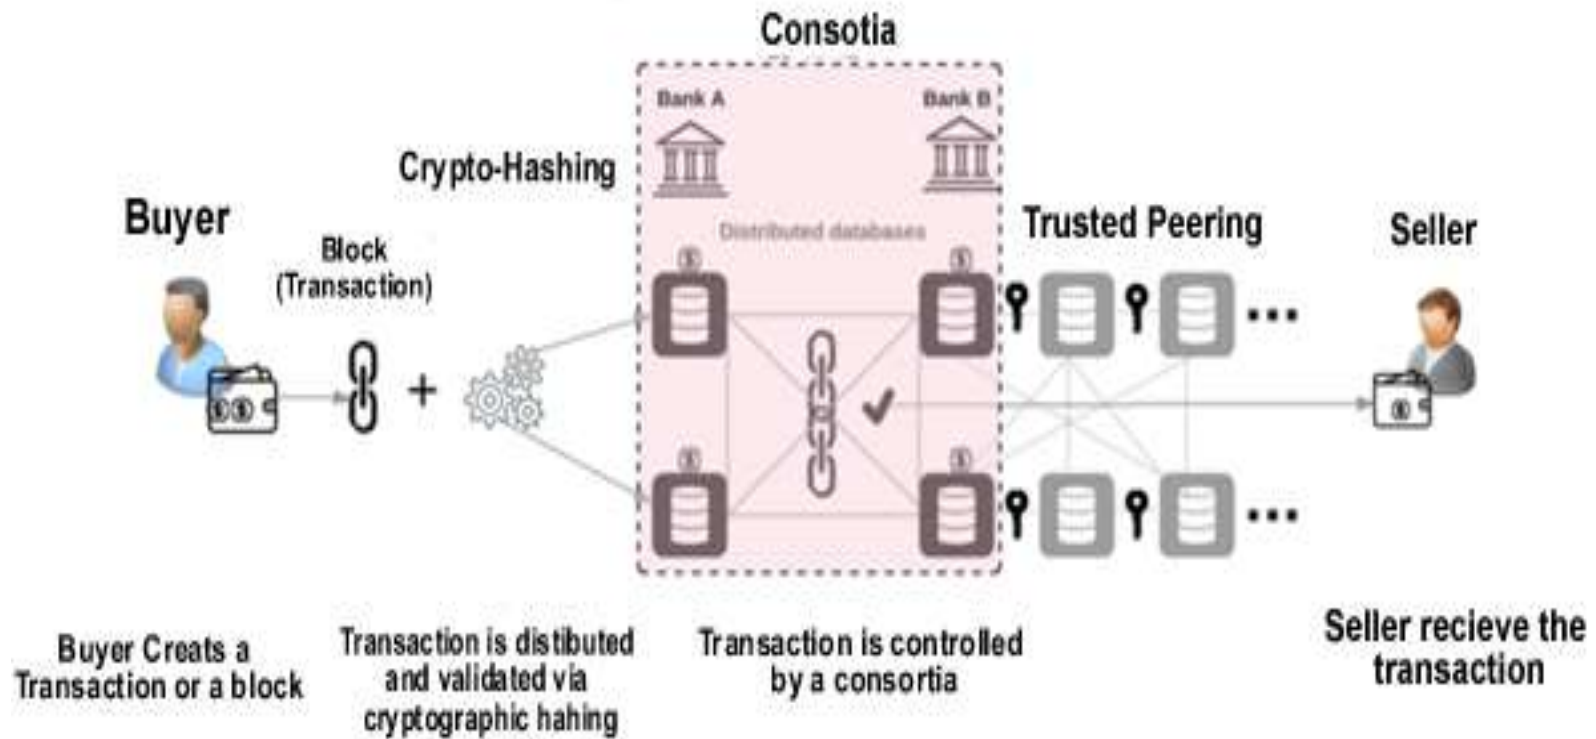 Consotia
Bank A
Bank B
Crypto-Hashing
Buyer
Block
(Transaction)
Distributed databases
Trusted Peering
Seller
Buyer Creats a
Transaction or a block
Transaction is distibuted
and validated via
cryptographic hahing
Transaction is controlled
by a consortia
Seller recieve the
transaction